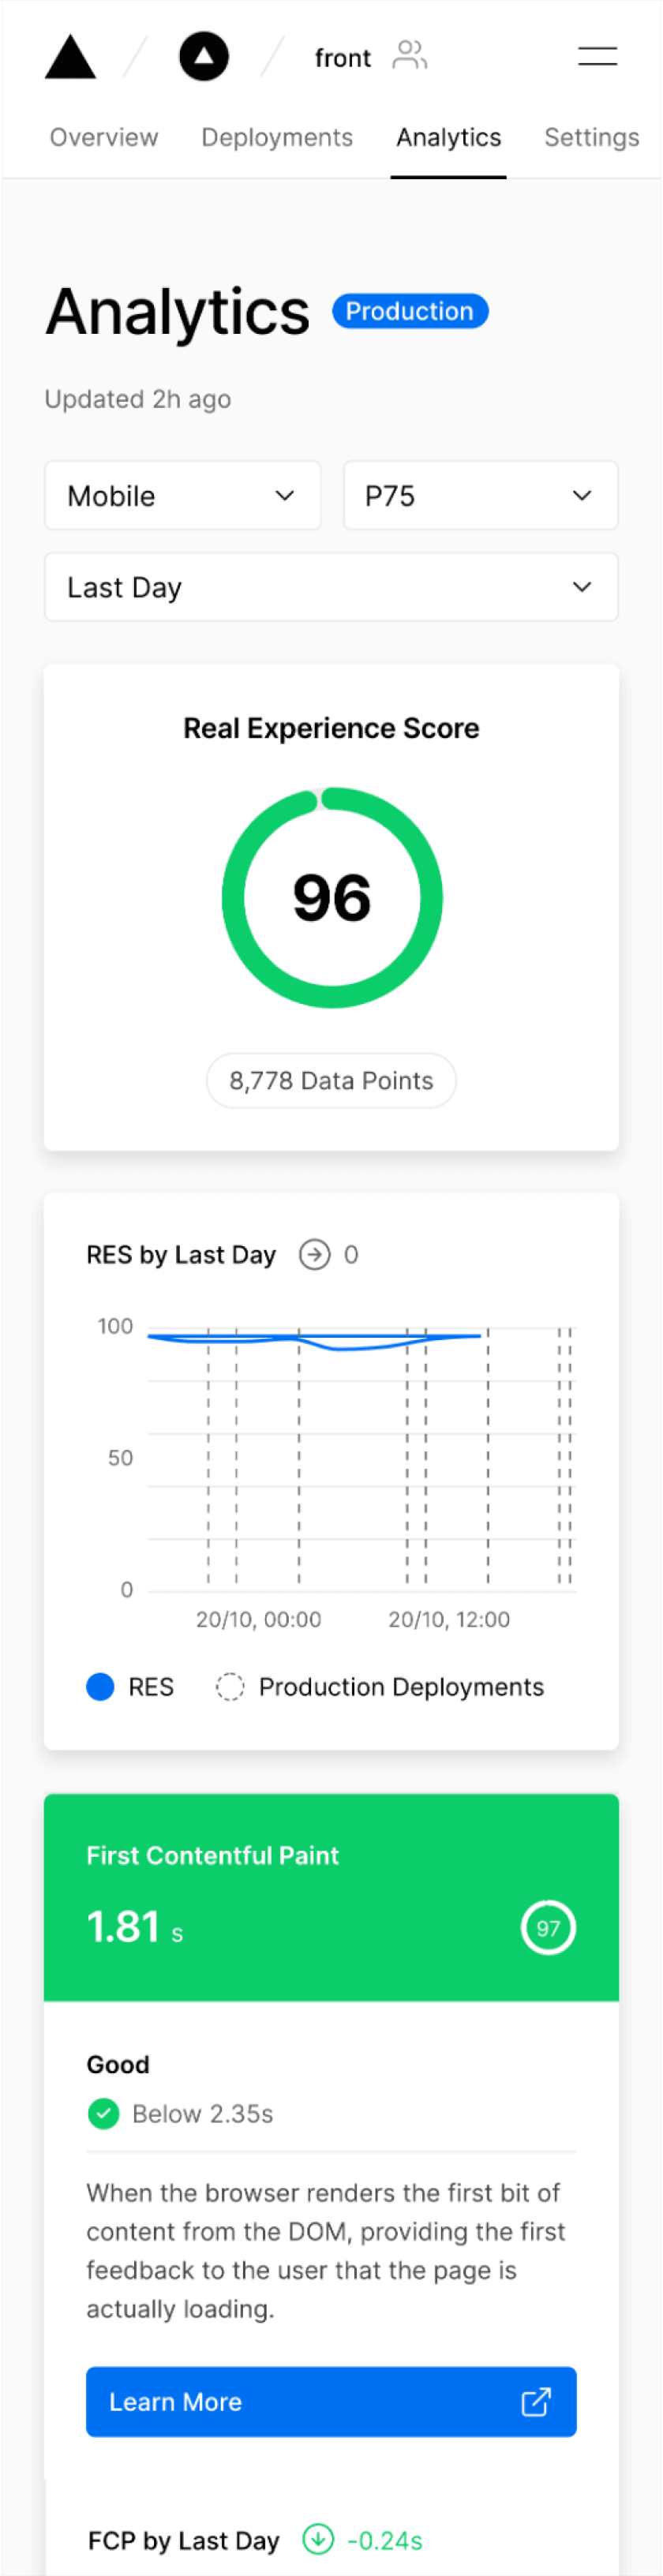 front
Overview Deployments Analytics Settings
Analytics Production
Updated 2h ago
Mobile P75
Last Day
Real Experience Score
96
8,778 Data Points
RES by Last Day 0
100
50
0
20/10, 00:00 20/10, 12:00
RES Production Deployments
First Contentful Paint
1.81 s 97
Good
Below 2.35s
When the browser renders the first bit of
content from the DOM, providing the first
feedback to the user that the page is
actually loading.
Learn More
FCP by Last Day -0.24s